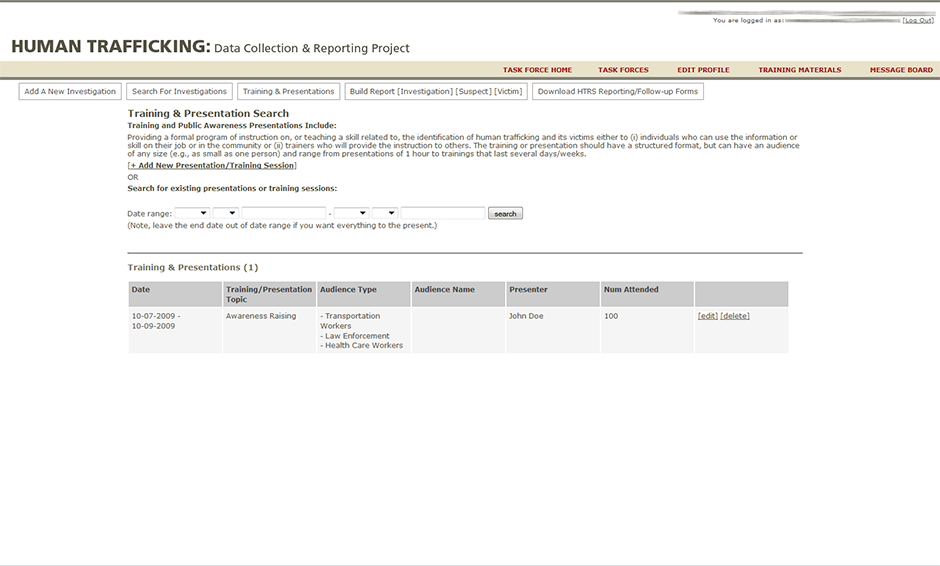 You are logged in as: [Log Out]
HUMAN TRAFFICKING: Data Collection & Reporting Project
TASK FORCE HOME TASK FORCES EDIT PROFILE TRAINING MATERIALS MESSAGE BOARD
Add A New Investigation Search For Investigations Training & Presentations Build Report [Investigation] [Suspect] [Victim] Download HTRS Reporting/Follow-up Forms
Training & Presentation Search
Training and Public Awareness Presentations Include:
Providing a formal program of instruction on, or teaching a skill related to, the identification of human trafficking and its victims either to (i) individuals who can use the information or
skill on their job or in the community or (ii) trainers who will provide the instruction to others. The training or presentation should have a structured format, but can have an audience
of any size (e.g., as small as one person) and range from presentations of 1 hour to trainings that last several days/weeks.
[+ Add New Presentation/Training Session]
OR
Search for existing presentations or training sessions:
Date range: - search
(Note, leave the end date out of date range if you want everything to the present.)
Training & Presentations (1)
Date Training/Presentation Topic Audience Type Audience Name Presenter Num Attended
10-07-2009 - Awareness Raising - Transportation John Doe 100 [edit] [delete]
10-09-2009 Workers
- Law Enforcement
- Health Care Workers